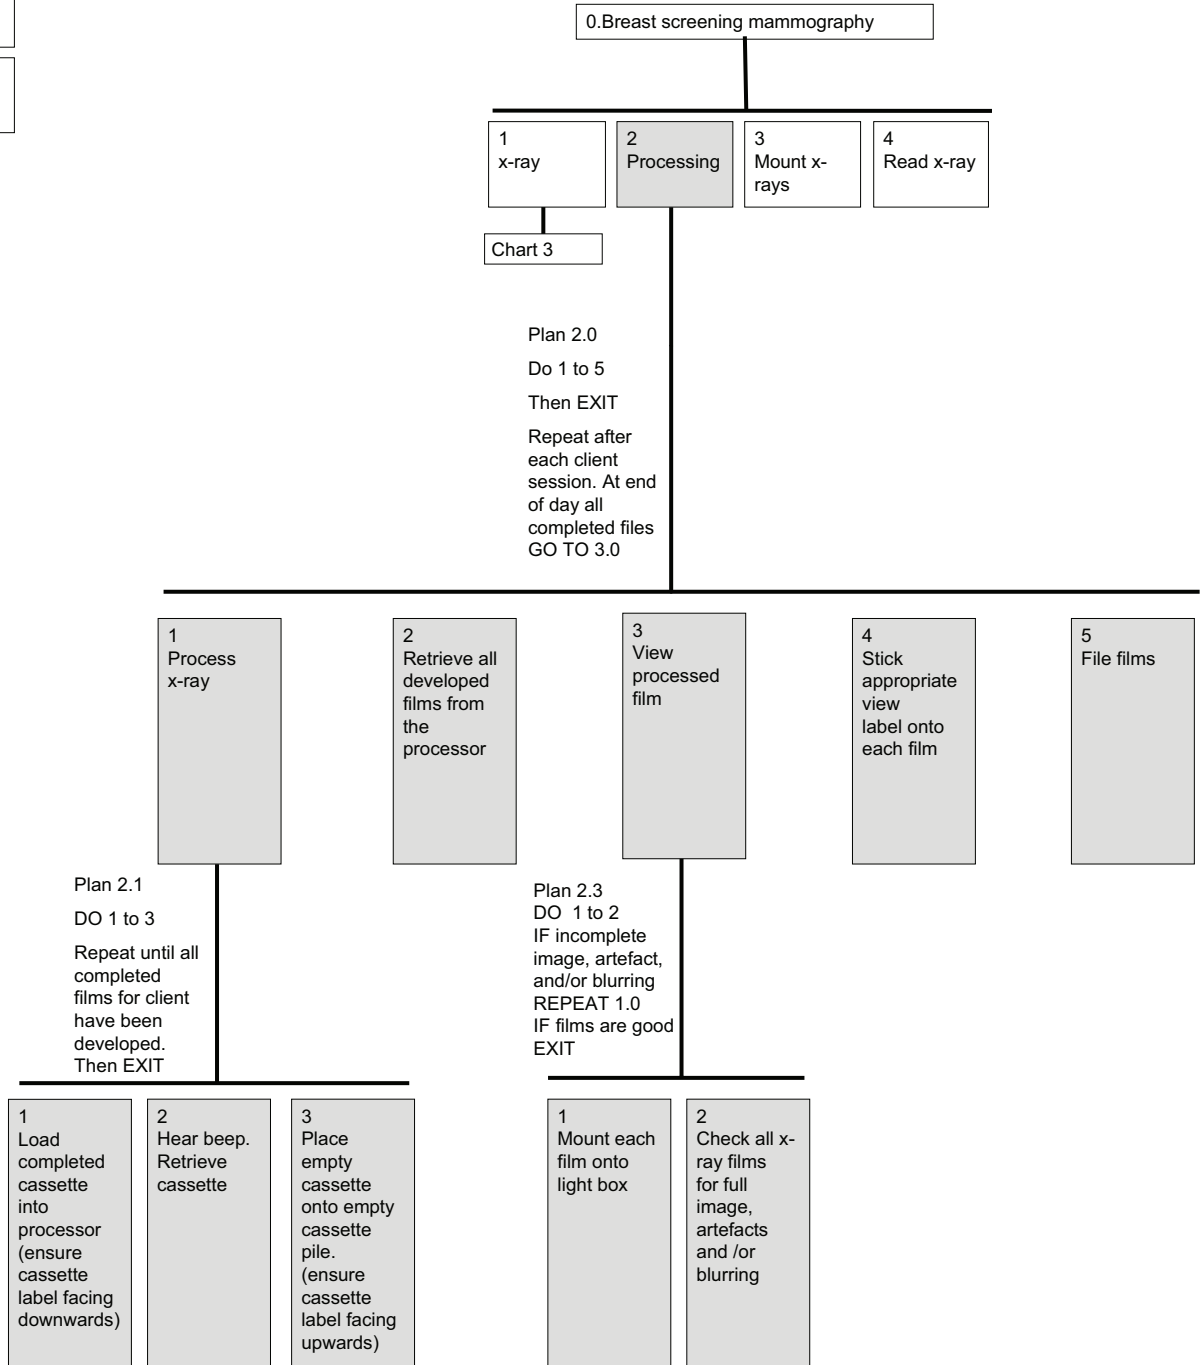 0.Breast screening mammography
1
x-ray
2
Processing
3
Mount x-
rays
4
Read x-ray
Chart 3
Plan 2.0
Do 1 to 5
Then EXIT
Repeat after
each client
session. At end
of day all
completed files
GO TO 3.0
1
Process
x-ray
2
Retrieve all
developed
films from
the
processor
3
View
processed
film
4
Stick
appropriate
view
label onto
each film
5
File films
Plan 2.1
DO 1 to 3
Repeat until all
completed
films for client
have been
developed.
Then EXIT
Plan 2.3
DO  1 to 2
IF incomplete
image, artefact,
and/or blurring
REPEAT 1.0
IF films are good
EXIT
1
Load
completed
cassette
into
processor
(ensure
cassette
label facing
downwards)
2
Hear beep.
Retrieve
cassette
3
Place
empty
cassette
onto empty
cassette
pile.
(ensure
cassette
label facing
upwards)
1
Mount each
film onto
light box
2
Check all x-
ray films
for full
image,
artefacts
and /or
blurring